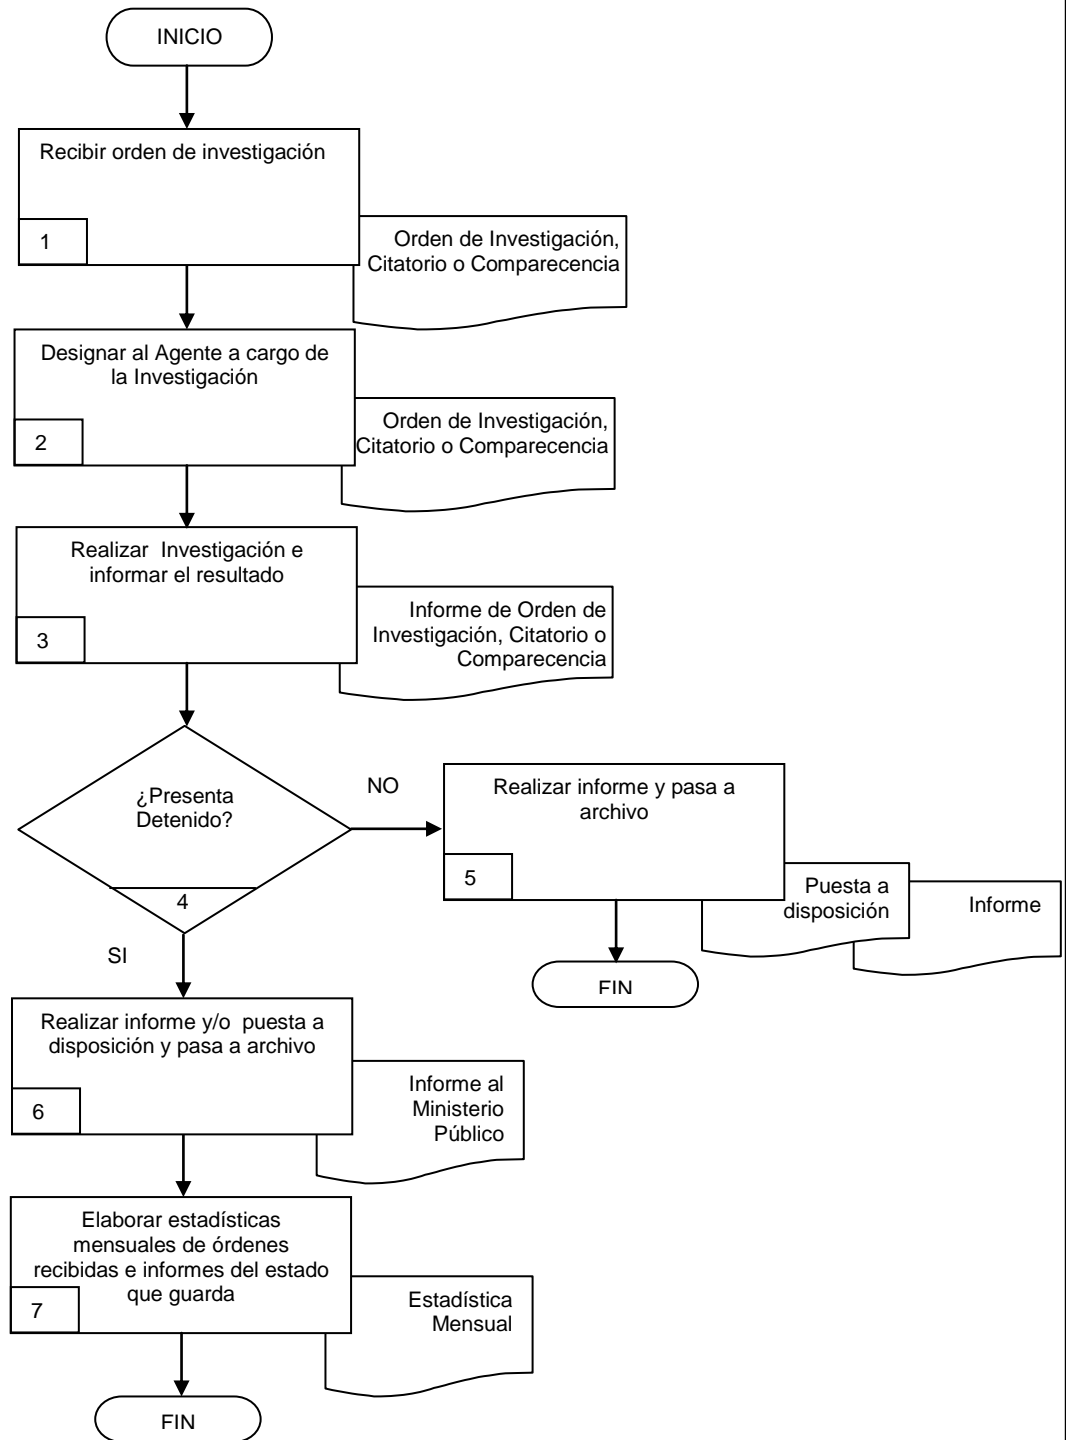 INICIO
Recibir orden de investigación
1
Orden de Investigación,
Citatorio o Comparecencia
Designar al Agente a cargo de
la Investigación
2
Orden de Investigación,
Citatorio o Comparecencia
Realizar Investigación e
informar el resultado
3
Informe de Orden de
Investigación, Citatorio o
Comparecencia
¿Presenta
Detenido?
4
NO
Realizar informe y pasa a
archivo
5
Puesta a
disposición
Informe
FIN
SI
Realizar informe y/o puesta a
disposición y pasa a archivo
6
Informe al
Ministerio
Público
Elaborar estadísticas
mensuales de órdenes
recibidas e informes del estado
que guarda
7
Estadística
Mensual
FIN